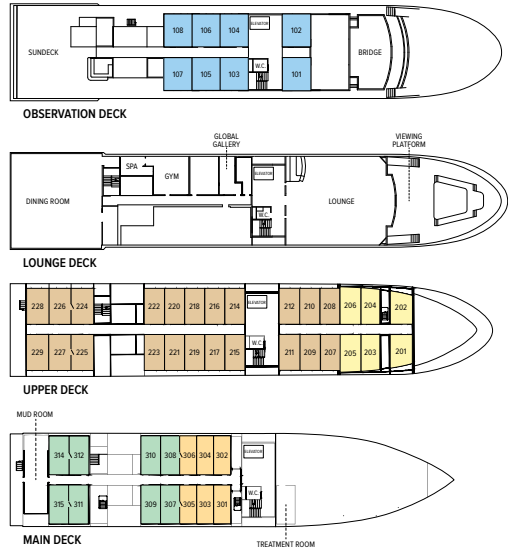 108 106 104 ELEVATOR 102
SUNDECK BRIDGE
W.C.
107 105 103 101
OBSERVATION DECK
GLOBAL
GALLERY
VIEWING
PLATFORM
SPA
GYM
ELEVATOR
DINING ROOM
LOUNGE
W.C.
LOUNGE DECK
228 226 224 222 220 218 216 214 ELEVATOR 212 210 208 206 204 202
W.C.
229 227 225 223 221 219 217 215 211 209 207 205 203 201
UPPER DECK
MUD ROOM
314 312 310 308 306 304 302 ELEVATOR
W.C.
315 311 309 307 305 303 301
MAIN DECK
TREATMENT ROOM